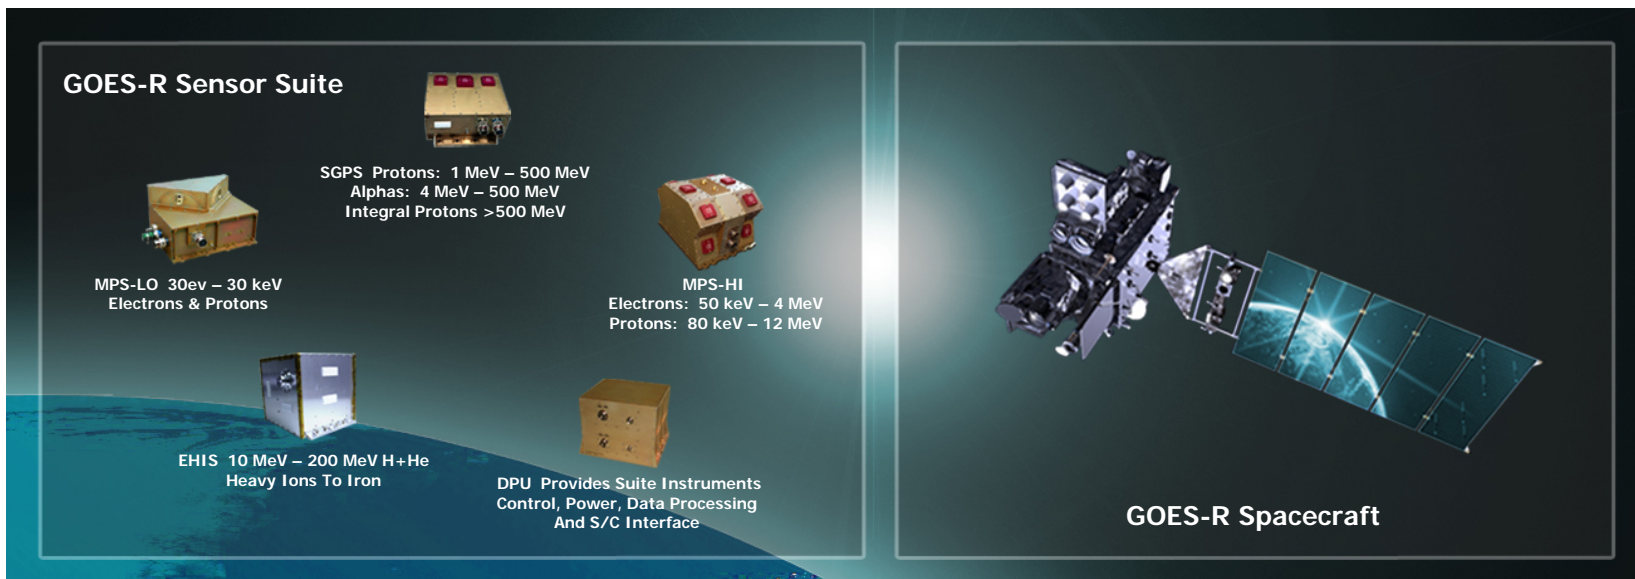 GOES-R Sensor Suite
SGPS Protons: 1 MeV – 500 MeV
Alphas: 4 MeV – 500 MeV
Integral Protons >500 MeV
MPS-LO 30ev – 30 keV
Electrons & Protons
MPS-HI
Electrons: 50 keV – 4 MeV
Protons: 80 keV – 12 MeV
EHIS 10 MeV – 200 MeV H+He
Heavy Ions To Iron
DPU Provides Suite Instruments
Control, Power, Data Processing
And S/C Interface
GOES-R Spacecraft